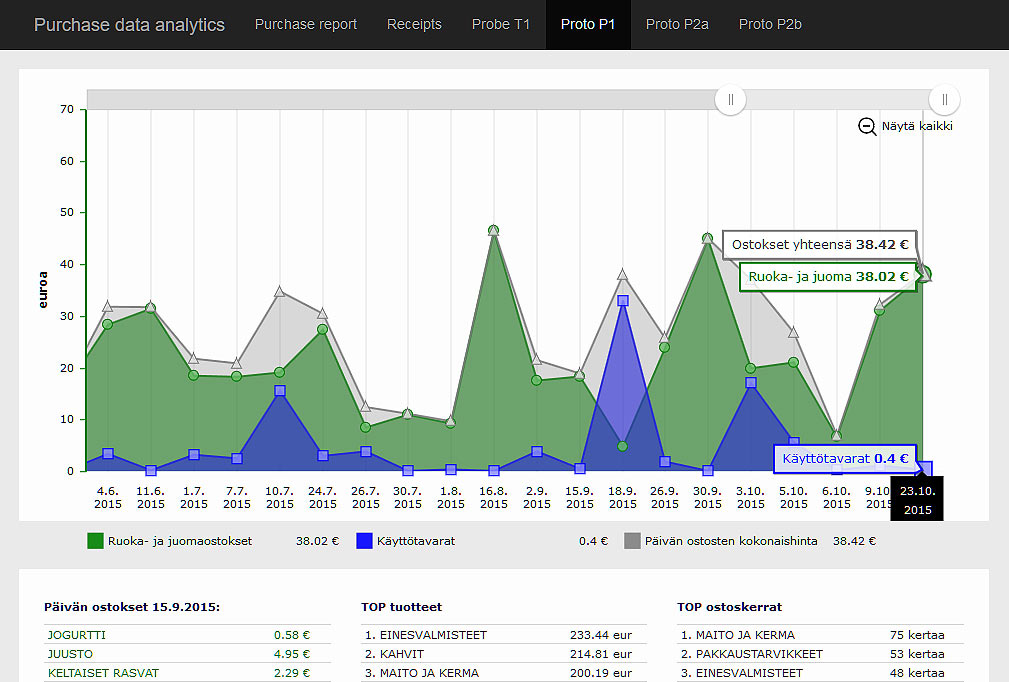 Purchase data analytics Purchase report Receipts Probe T1 Proto P1 Proto P2a Proto P2b
70
Näytä kaikki
60
50
Ostokset yhteensä 38.42 €
40
Ruoka- ja juoma 38.02 €
euroa
30
20
10
Käyttötavarat 0.4 €
0
4.6. 11.6. 1.7. 7.7. 10.7. 24.7. 26.7. 30.7. 1.8. 16.8. 2.9. 15.9. 18.9. 26.9. 30.9. 3.10. 5.10. 6.10. 9.10 23.10.
2015 2015 2015 2015 2015 2015 2015 2015 2015 2015 2015 2015 2015 2015 2015 2015 2015 2015 2015 2015
Ruoka- ja juomaostokset 38.02 € Käyttötavarat 0.4 € Päivän ostosten kokonaishinta 38.42 €
Päivän ostokset 15.9.2015: TOP tuotteet TOP ostoskerrat
JOGURTTI 0.58 € 1. EINESVALMISTEET 233.44 eur 1. MAITO JA KERMA 75 kertaa
JUUSTO 4.95 € 2. KAHVIT 214.81 eur 2. PAKKAUSTARVIKKEET 53 kertaa
KELTAISET RASVAT 2.29 € 3. MAITO JA KERMA 200.19 eur 3. EINESVALMISTEET 48 kertaa